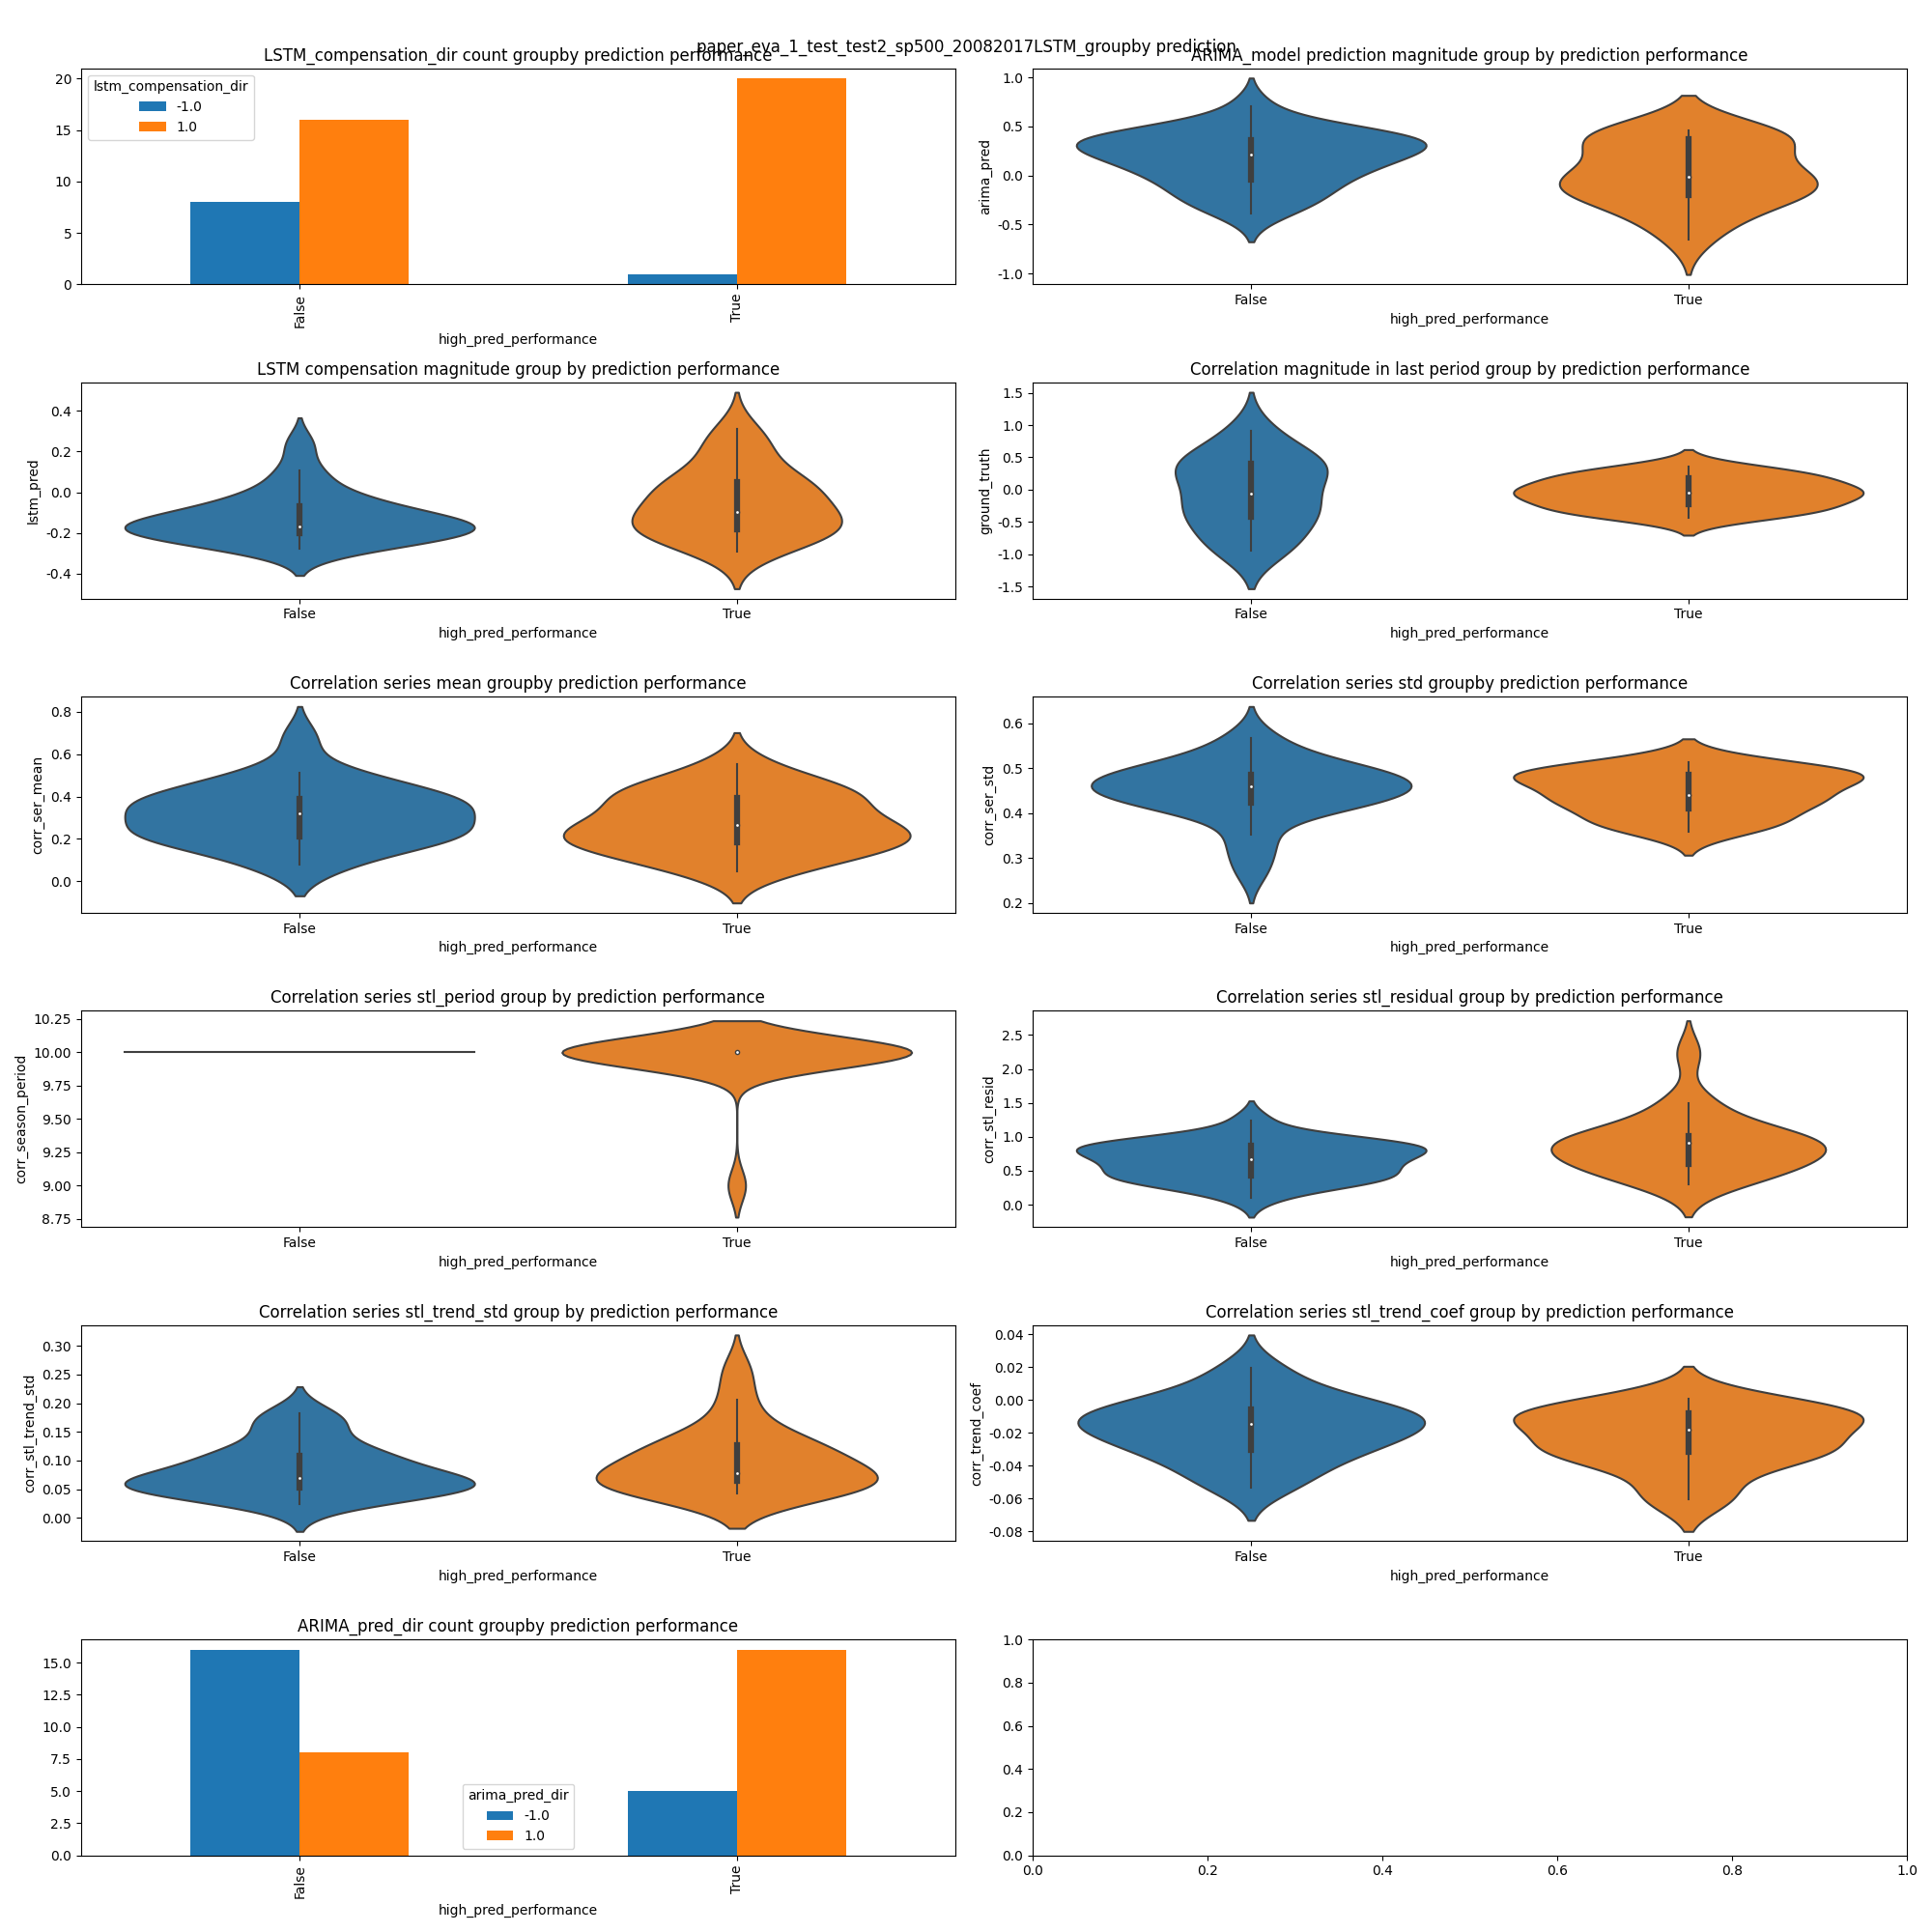 paper_eva_1_test_test2_sp500_20082017LSTM_groupby prediction
LSTM_compensation_dir count groupby prediction performance
lstm_compensation_dir
-1.0
1.0
20
15
10
5
0
False
True
high_pred_performance
ARIMA_model prediction magnitude group by prediction performance
arima_pred
1.0
0.5
0.0
-0.5
-1.0
False
True
high_pred_performance
LSTM compensation magnitude group by prediction performance
lstm_pred
0.4
0.2
0.0
-0.2
-0.4
False
True
high_pred_performance
Correlation magnitude in last period group by prediction performance
ground_truth
1.5
1.0
0.5
0.0
-0.5
-1.0
-1.5
False
True
high_pred_performance
Correlation series mean groupby prediction performance
corr_ser_mean
0.8
0.6
0.4
0.2
0.0
False
True
high_pred_performance
Correlation series std groupby prediction performance
corr_ser_std
0.6
0.5
0.4
0.3
0.2
False
True
high_pred_performance
Correlation series stl_period group by prediction performance
corr_season_period
10.25
10.00
9.75
9.50
9.25
9.00
8.75
False
True
high_pred_performance
Correlation series stl_residual group by prediction performance
corr_stl_resid
2.5
2.0
1.5
1.0
0.5
0.0
False
True
high_pred_performance
Correlation series stl_trend_std group by prediction performance
corr_stl_trend_std
0.30
0.25
0.20
0.15
0.10
0.05
0.00
False
True
high_pred_performance
Correlation series stl_trend_coef group by prediction performance
corr_trend_coef
0.04
0.02
0.00
-0.02
-0.04
-0.06
-0.08
False
True
high_pred_performance
ARIMA_pred_dir count groupby prediction performance
15.0
12.5
10.0
7.5
5.0
2.5
0.0
arima_pred_dir
-1.0
1.0
False
True
high_pred_performance
1.0
0.8
0.6
0.4
0.2
0.0
0.0
0.2
0.4
0.6
0.8
1.0